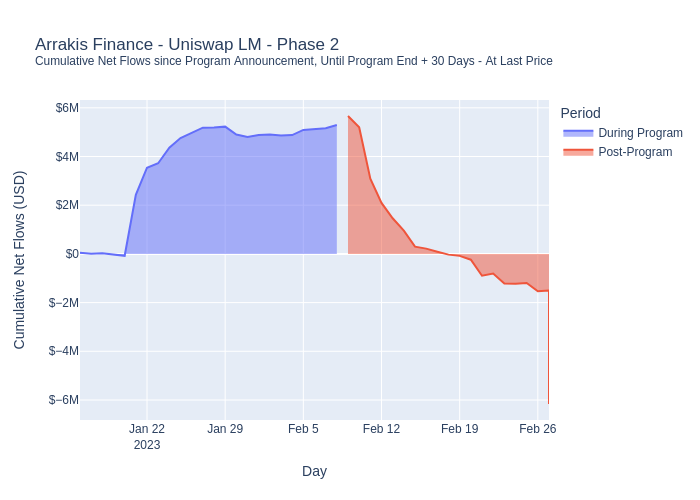 Arrakis Finance - Uniswap LM - Phase 2
Cumulative Net Flows since Program Announcement, Until Program End + 30 Days - At Last Price
Period
During Program
Post-Program
Cumulative Net Flows (USD)
$6M
$4M
$2M
$0
$−2M
$−4M
$−6M
Jan 22
2023
Jan 29
Feb 5
Feb 12
Feb 19
Feb 26
Day